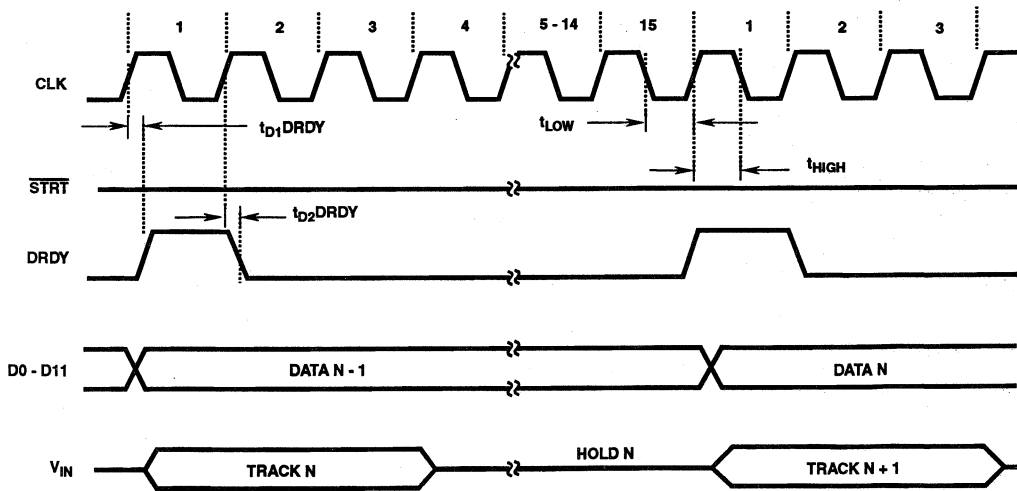 1 2 3 4 5 - 14 15 1 2 3
CLK
tD1DRDY tLOW
tHIGH
STRT
tD2DRDY
DRDY
D0 - D11 DATA N - 1 DATA N
HOLD N
VIN TRACK N TRACK N + 1